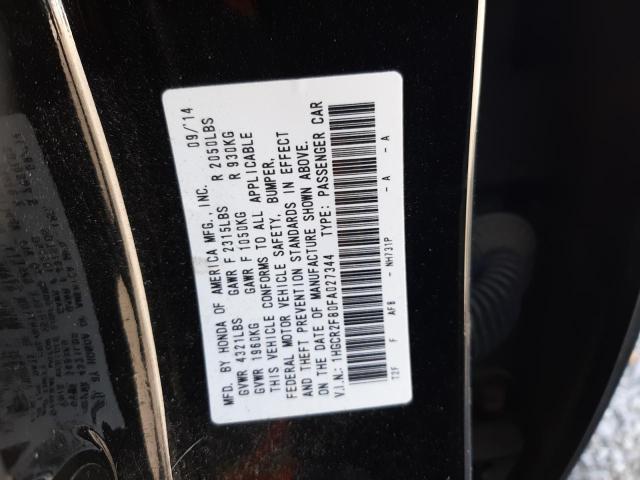 MFD. BY HONDA OF AMERICA MFG., INC. 09/'14
GVWR 4321LBS GAWR F 2315LBS R 2050LBS
GVWR 1960KG GAWR F 1050KG R 930KG
THIS VEHICLE CONFORMS TO ALL APPLICABLE
FEDERAL MOTOR VEHICLE SAFETY, BUMPER,
AND THEFT PREVENTION STANDARDS IN EFFECT
ON THE DATE OF MANUFACTURE SHOWN ABOVE.
V.I.N.: 1HGCR2F80FA027344 TYPE: PASSENGER CAR
T2F F AF8 NH731P - A - A